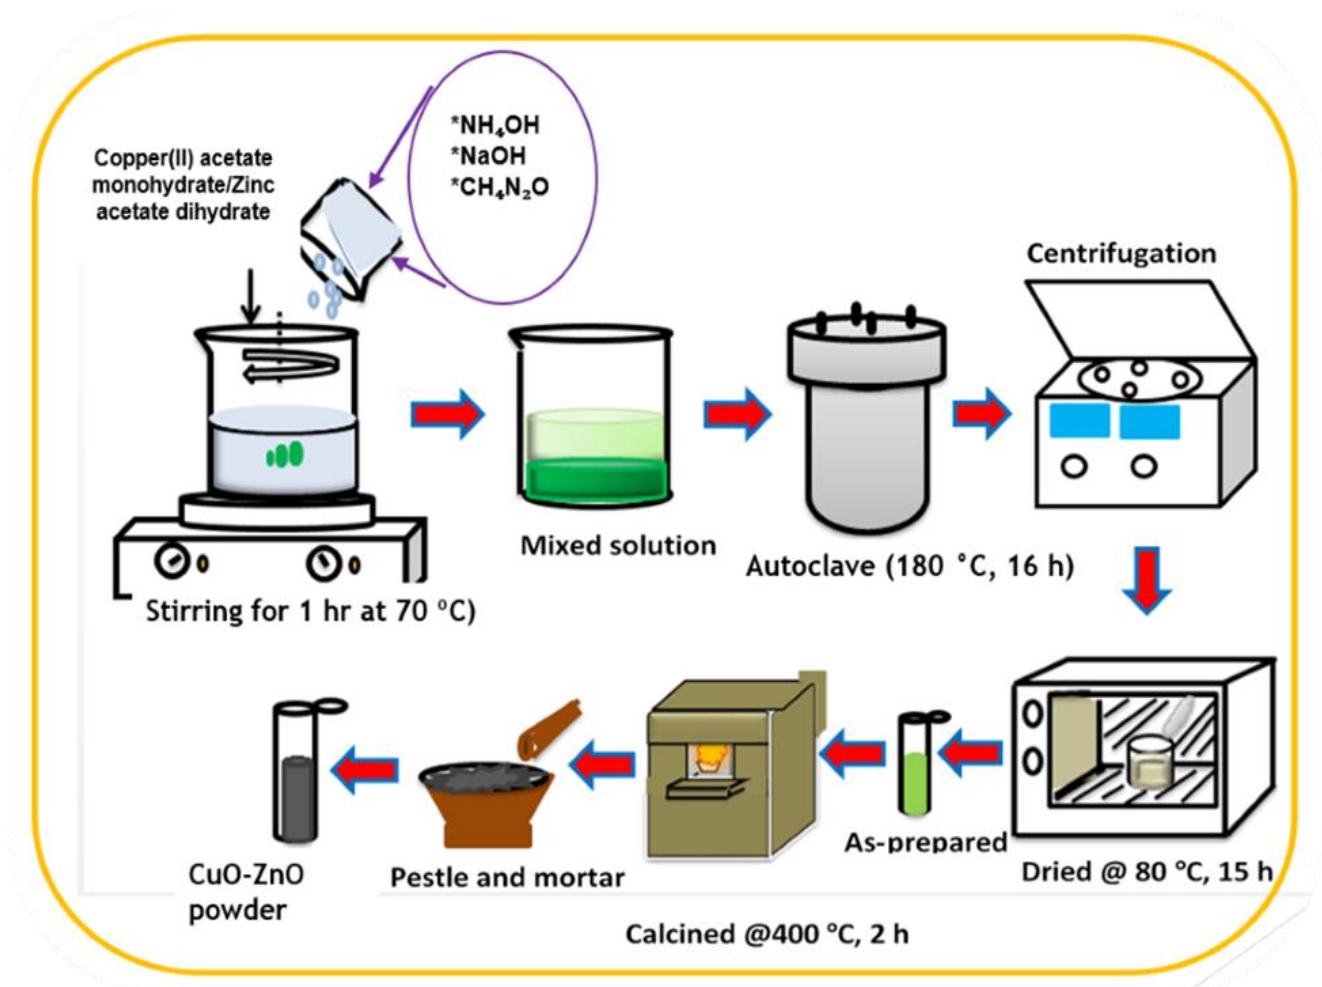 *NH₄OH
*NaOH
*CH₄N₂O
Copper(II) acetate
monohydrate/Zinc
acetate dihydrate
Centrifugation
Mixed solution
Autoclave (180 °C, 16 h)
Stirring for 1 hr at 70 ºC)
As-prepared
Dried @ 80 °C, 15 h
CuO-ZnO
powder
Pestle and mortar
Calcined @400 °C, 2 h